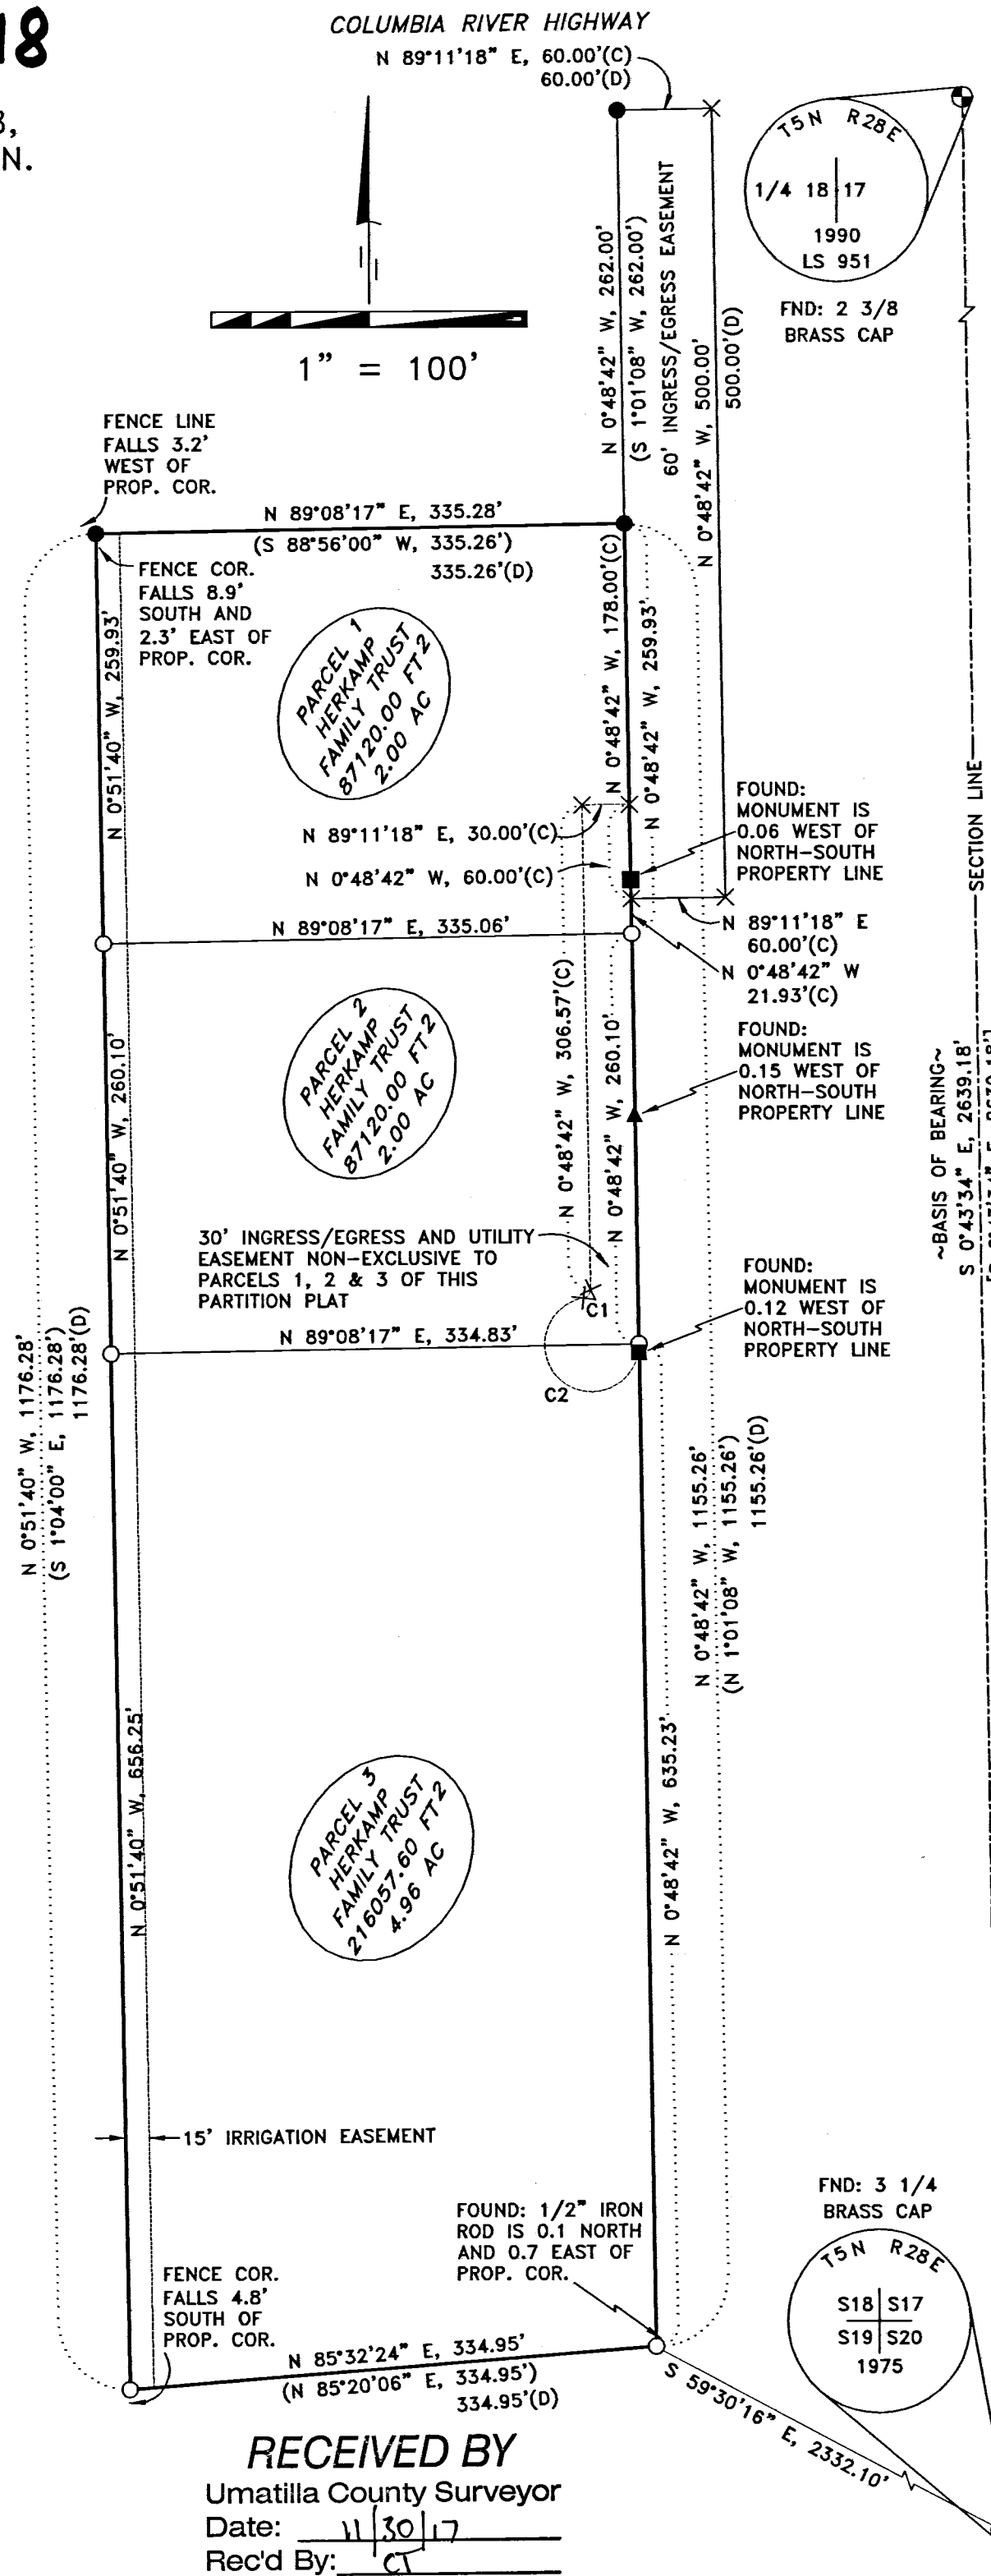 18
COLUMBIA RIVER HIGHWAY
N 89°11'18" E, 60.00'(C)
60.00'(D)
N.
T5N R28E
1/4 18 17
1990
LS 951
FND: 2 3/8
BRASS CAP
1" = 100'
N 0°48'42" W, 262.00'
(S 1°01'08" W, 262.00')
60' INGRESS/EGRESS EASEMENT
N 0°48'42" W, 500.00'
500.00'(D)
FENCE LINE
FALLS 3.2'
WEST OF
PROP. COR.
N 89°08'17" E, 335.28'
(S 88°56'00" W, 335.26')
335.26'(D)
FENCE COR.
FALLS 8.9'
SOUTH AND
2.3' EAST OF
PROP. COR.
N 0°51'40" W, 259.93'
PARCEL 1
HERKAMP
FAMILY TRUST
87120.00 FT2
2.00 AC
N 0°48'42" W, 178.00'(C)
N 0°48'42" W, 259.93'
N 89°11'18" E, 30.00'(C)
N 0°48'42" W, 60.00'(C)
FOUND:
MONUMENT IS
0.06 WEST OF
NORTH-SOUTH
PROPERTY LINE
N 89°08'17" E, 335.06'
N 89°11'18" E
60.00'(C)
N 0°48'42" W
21.93'(C)
SECTION LINE
N 0°51'40" W, 260.10'
PARCEL 2
HERKAMP
FAMILY TRUST
87120.00 FT2
2.00 AC
N 0°48'42" W, 306.57'(C)
N 0°48'42" W, 260.10'
FOUND:
MONUMENT IS
0.15 WEST OF
NORTH-SOUTH
PROPERTY LINE
~BASIS OF BEARING~
S 0°43'34" E, 2639.18'
30' INGRESS/EGRESS AND UTILITY
EASEMENT NON-EXCLUSIVE TO
PARCELS 1, 2 & 3 OF THIS
PARTITION PLAT
C1
FOUND:
MONUMENT IS
0.12 WEST OF
NORTH-SOUTH
PROPERTY LINE
N 89°08'17" E, 334.83'
C2
N 0°51'40" W, 1176.28'
(S 1°04'00" E, 1176.28')
1176.28'(D)
N 0°48'42" W, 1155.26'
(N 1°01'08" W, 1155.26')
1155.26'(D)
N 0°51'40" W, 656.25'
PARCEL 3
HERKAMP
FAMILY TRUST
216057.60 FT2
4.96 AC
N 0°48'42" W, 635.23'
15' IRRIGATION EASEMENT
FOUND: 1/2" IRON
ROD IS 0.1 NORTH
AND 0.7 EAST OF
PROP. COR.
FND: 3 1/4
BRASS CAP
T5N R28E
S18 S17
S19 S20
1975
FENCE COR.
FALLS 4.8'
SOUTH OF
PROP. COR.
N 85°32'24" E, 334.95'
(N 85°20'06" E, 334.95')
334.95'(D)
S 59°30'16" E, 2332.10'
RECEIVED BY
Umatilla County Surveyor
Date: 11/30/17
Rec'd By: CT